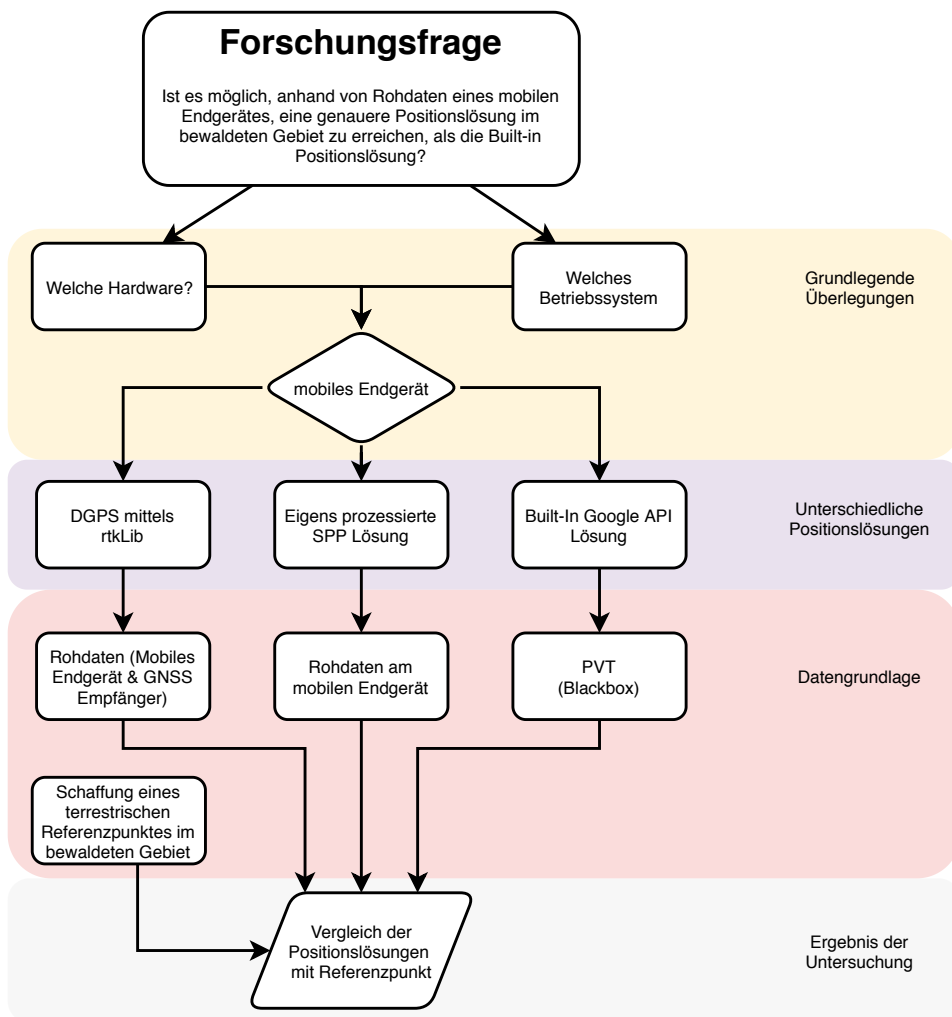 Forschungsfrage
Ist es möglich, anhand von Rohdaten eines mobilen
Endgerätes, eine genauere Positionslösung im
bewaldeten Gebiet zu erreichen, als die Built-in
Positionslösung?
Welche Hardware?
Welches
Betriebssystem
Grundlegende
Überlegungen
mobiles Endgerät
DGPS mittels
rtkLib
Eigens prozessierte
SPP Lösung
Built-In Google API
Lösung
Unterschiedliche
Positionslösungen
Rohdaten (Mobiles
Endgerät & GNSS
Empfänger)
Rohdaten am
mobilen Endgerät
PVT
(Blackbox)
Datengrundlage
Schaffung eines
terrestrischen
Referenzpunktes im
bewaldeten Gebiet
Vergleich der
Positionslösungen
mit Referenzpunkt
Ergebnis der
Untersuchung